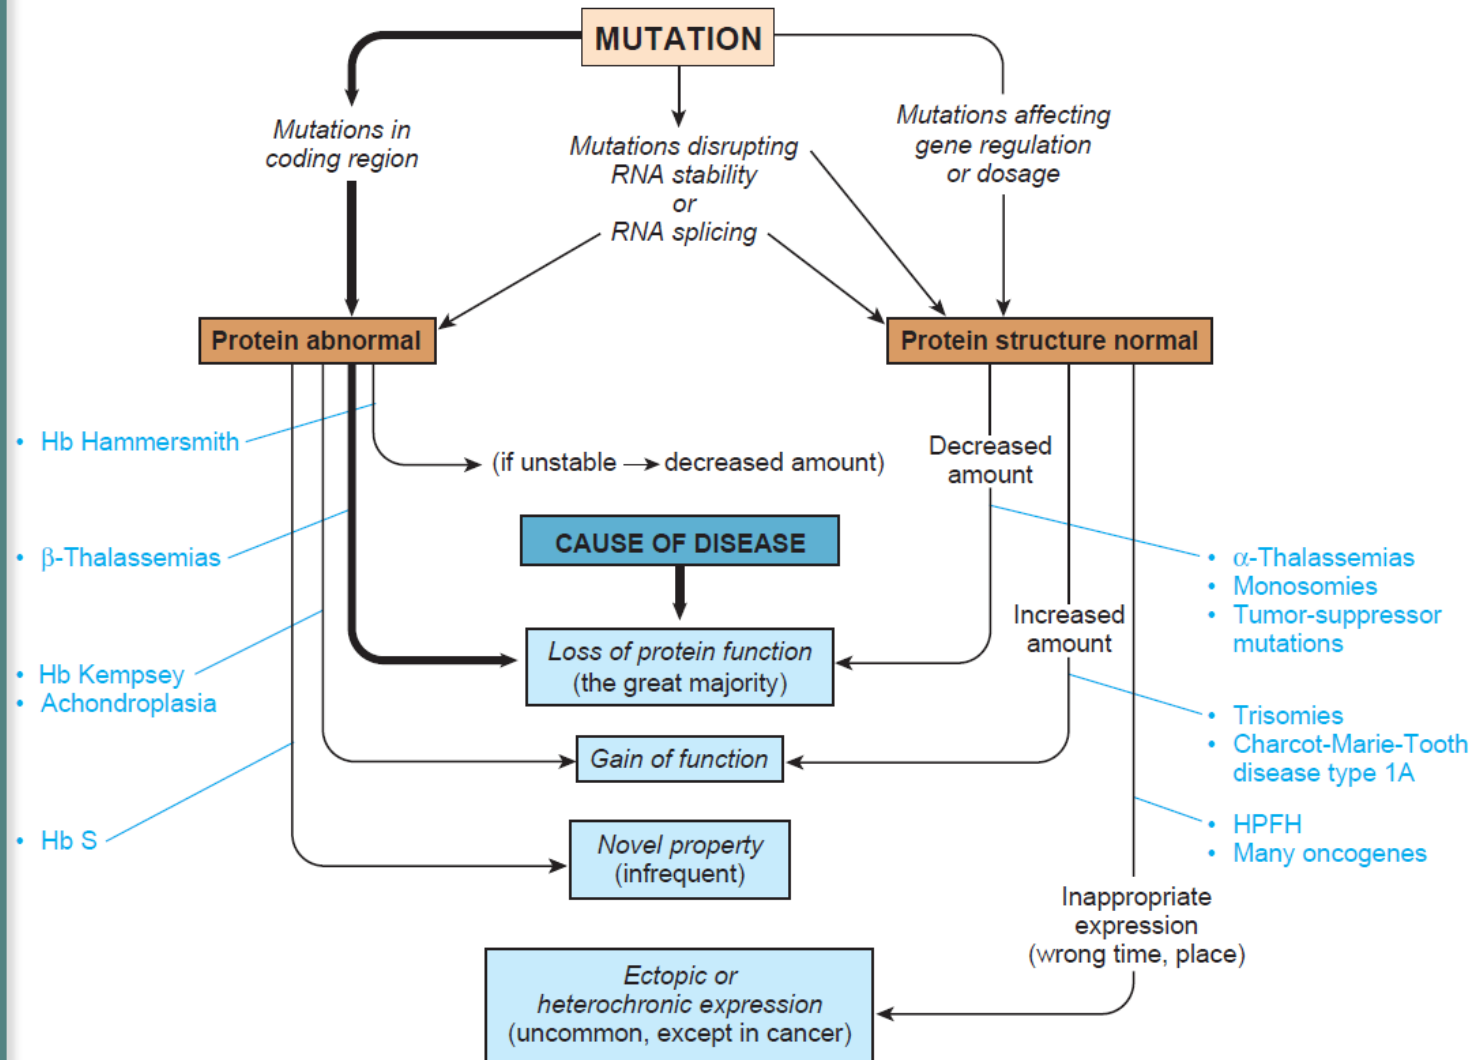 MUTATION
Mutations in
coding region
Mutations disrupting
RNA stability
or
RNA splicing
Mutations affecting
gene regulation
or dosage
Protein abnormal
Protein structure normal
• Hb Hammersmith
(if unstable → decreased amount)
Decreased
amount
CAUSE OF DISEASE
• β-Thalassemias
• α-Thalassemias
• Monosomies
• Tumor-suppressor
mutations
Increased
amount
Loss of protein function
(the great majority)
• Hb Kempsey
• Achondroplasia
• Trisomies
• Charcot-Marie-Tooth
disease type 1A
Gain of function
• Hb S
Novel property
(infrequent)
• HPFH
• Many oncogenes
Inappropriate
expression
(wrong time, place)
Ectopic or
heterochronic expression
(uncommon, except in cancer)